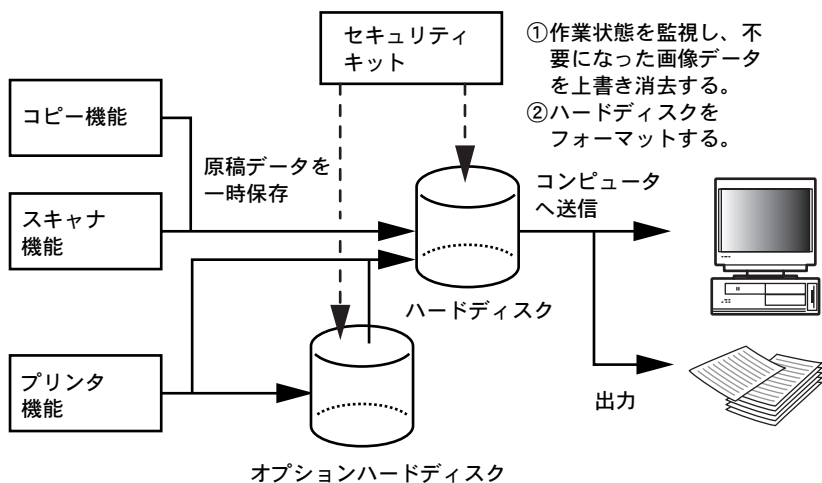 セキュリティ
キット
①作業状態を監視し、不
要になった画像データ
を上書き消去する。
②ハードディスクを
フォーマットする。
コピー機能
原稿データを
一時保存
コンピュータ
へ送信
スキャナ
機能
ハードディスク
プリンタ
機能
出力
オプションハードディスク